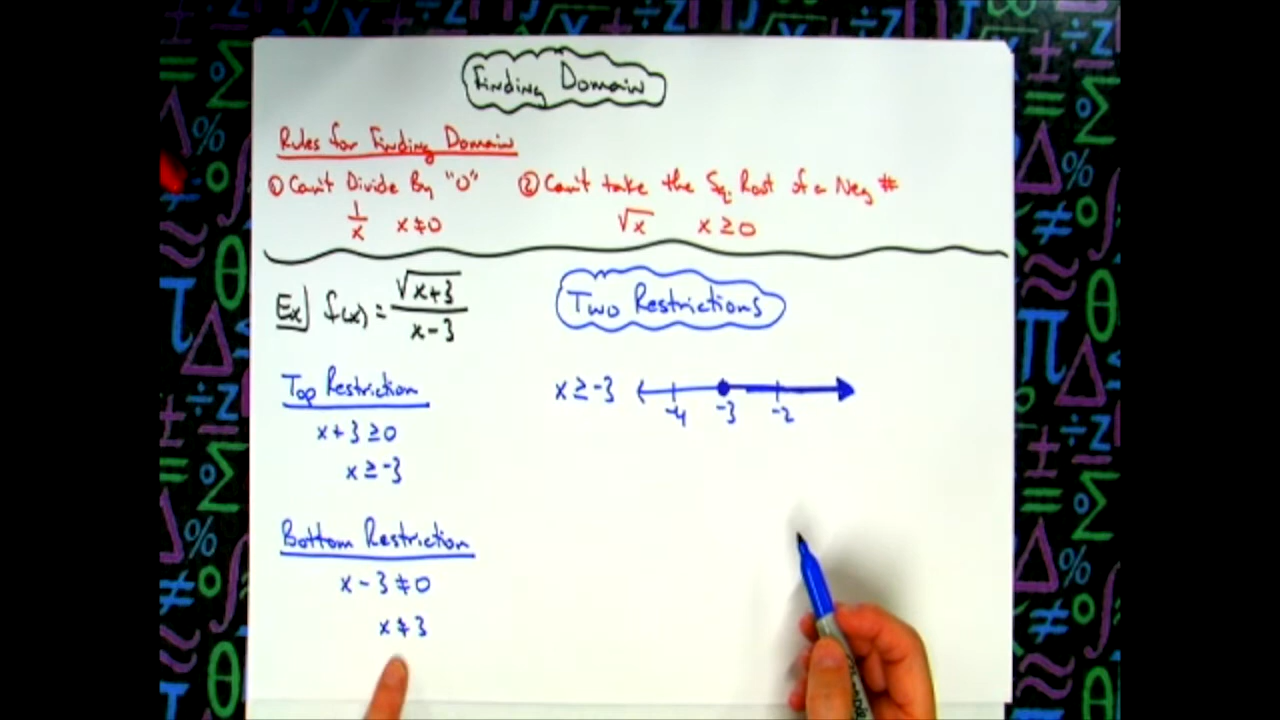 Finding Domain
Rules for Finding Domain
① Can't Divide By "0"
1/x x ≠ 0
② Can't take the Sq. Root of a Neg #
√x x ≥ 0
Ex] f(x) = √(x+3) / (x-3)
Two Restrictions
Top Restriction
x + 3 ≥ 0
x ≥ -3
x ≥ -3
-4 -3 -2
Bottom Restriction
x - 3 ≠ 0
x ≠ 3